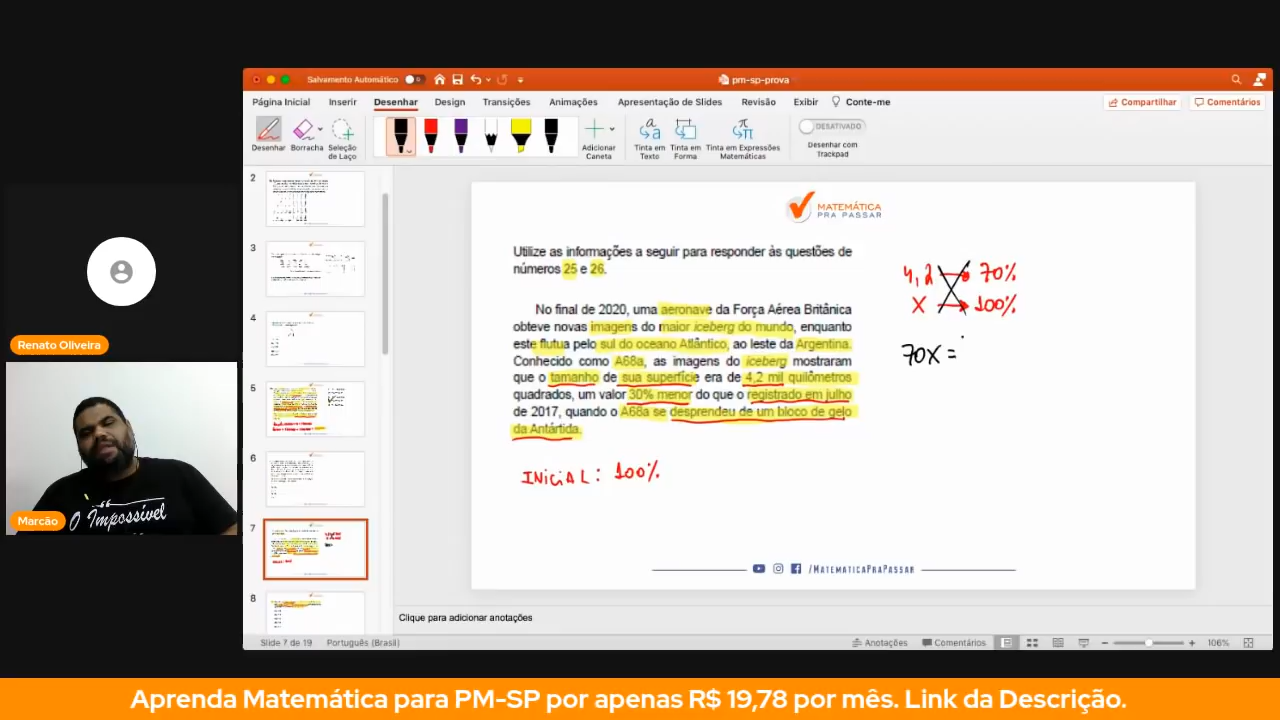 Salvamento Automático
pm-sp-prova
Página Inicial
Inserir
Desenhar
Design
Transições
Animações
Apresentação de Slides
Revisão
Exibir
Conte-me
Compartilhar
Comentários
Desenhar
Borracha
Seleção de Laço
Adicionar Caneta
Tinta em Texto
Tinta em Forma
Tinta em Expressões Matemáticas
DESATIVADO
Desenhar com Trackpad
2
3
4
5
6
7
8
MATEMÁTICA
PRA PASSAR
Utilize as informações a seguir para responder às questões de
números 25 e 26.
No final de 2020, uma aeronave da Força Aérea Britânica
obteve novas imagens do maior iceberg do mundo, enquanto
este flutua pelo sul do oceano Atlântico, ao leste da Argentina.
Conhecido como A68a, as imagens do iceberg mostraram
que o tamanho de sua superfície era de 4,2 mil quilômetros
quadrados, um valor 30% menor do que o registrado em julho
de 2017, quando o A68a se desprendeu de um bloco de gelo
da Antártida.
INICIAL: 100%
4,2 70%
X 100%
70X =
/MATEMATICAPRAPASSAR
Renato Oliveira
O Impossível
Marcão
Clique para adicionar anotações
Slide 7 de 19
Português (Brasil)
Anotações
Comentários
106%
Aprenda Matemática para PM-SP por apenas R$ 19,78 por mês. Link da Descrição.